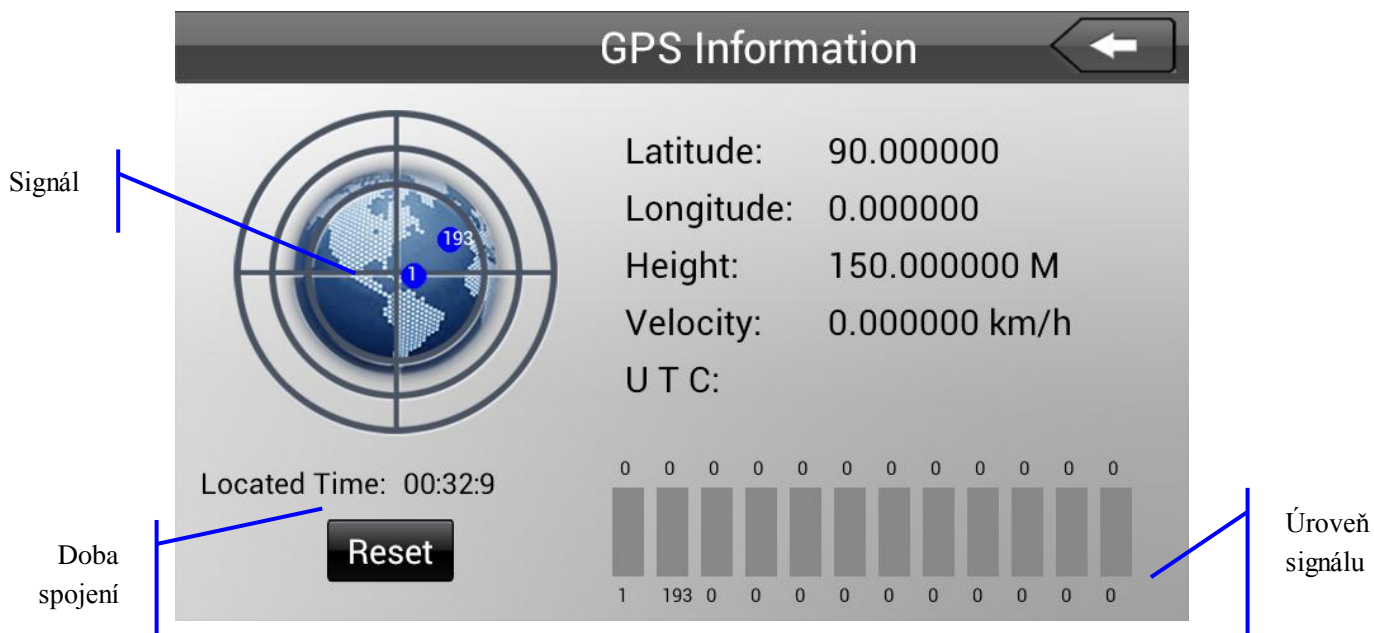 GPS Information
Signál
193
1
Latitude: 90.000000
Longitude: 0.000000
Height: 150.000000 M
Velocity: 0.000000 km/h
U T C:
Located Time: 00:32:9
Reset
Doba
spojení
0 0 0 0 0 0 0 0 0 0 0 0
1 193 0 0 0 0 0 0 0 0 0 0
Úroveň
signálu